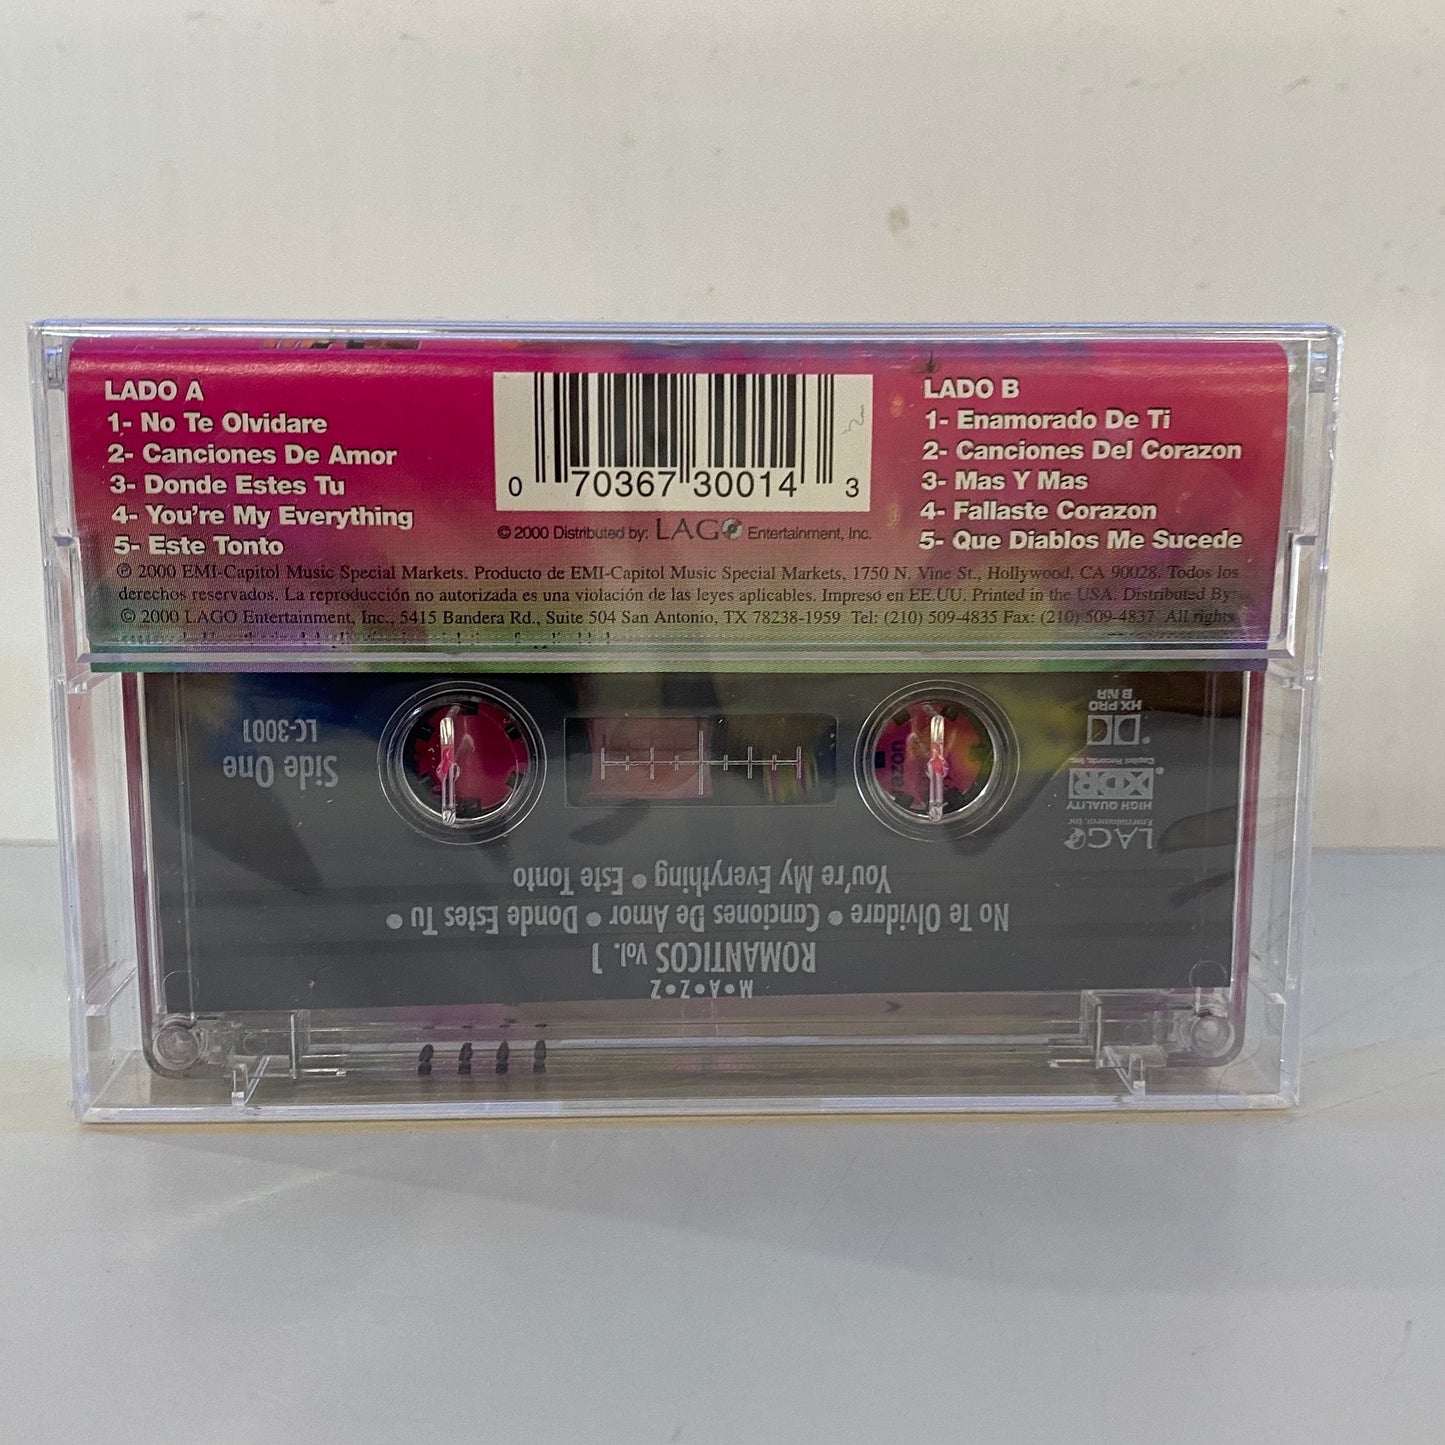 LADO A
1- No Te Olvidare
2- Canciones De Amor
3- Donde Estes Tu
4- You're My Everything
5- Este Tonto
0 70367 30014 3
© 2000 Distributed by: LAGO Entertainment, Inc.
LADO B
1- Enamorado De Ti
2- Canciones Del Corazon
3- Mas Y Mas
4- Fallaste Corazon
5- Que Diablos Me Sucede
℗ 2000 EMI-Capitol Music Special Markets. Producto de EMI-Capitol Music Special Markets, 1750 N. Vine St., Hollywood, CA 90028. Todos los
derechos reservados. La reproducción no autorizada es una violación de las leyes aplicables. Impreso en EE.UU. Printed in the USA. Distributed By:
© 2000 LAGO Entertainment, Inc., 5415 Bandera Rd., Suite 504 San Antonio, TX 78238-1959 Tel: (210) 509-4835 Fax: (210) 509-4837 All rights
M•A•Z•Z
ROMANTICOS Vol. 1
No Te Olvidare • Canciones De Amor • Donde Estes Tu •
You're My Everything • Este Tonto
LAGO
Entertainment, Inc
HIGH QUALITY
XDR
Capitol Records, Inc.
HX PRO
B NR
Side One
LC-3001
azon